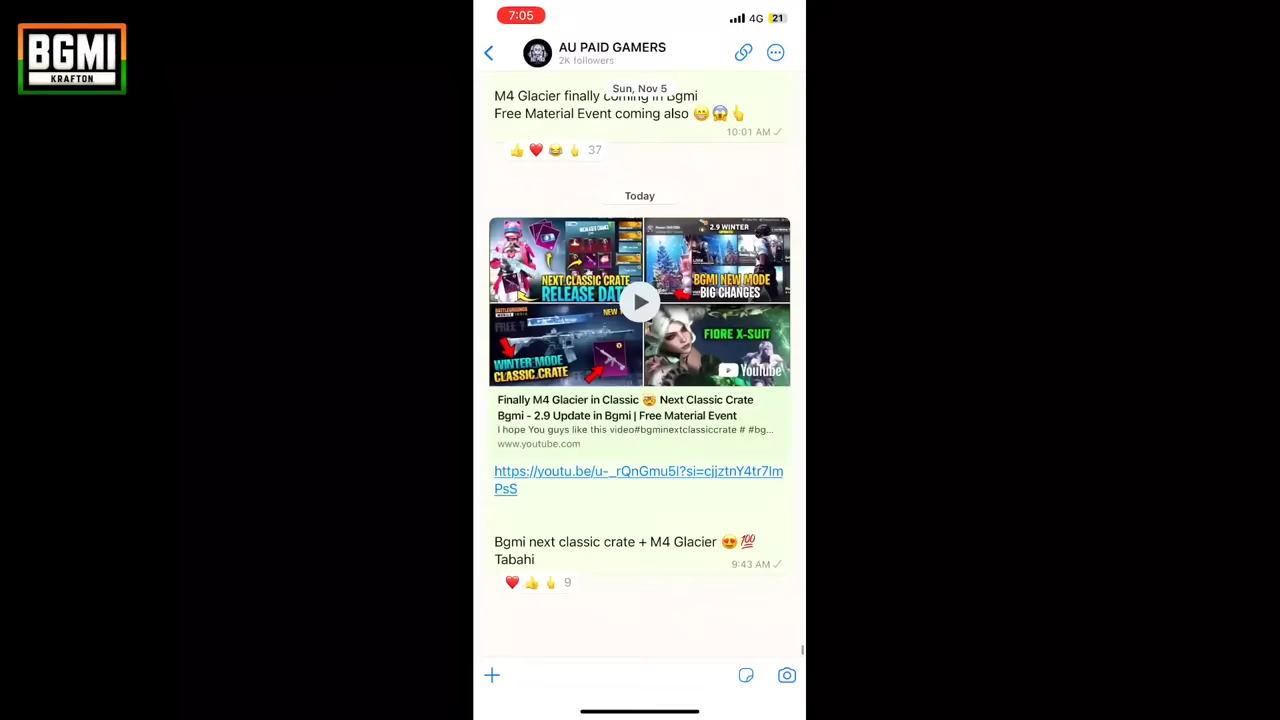 BGMI
KRAFTON
7:05
4G 21
AU PAID GAMERS
2K followers
Sun, Nov 5
M4 Glacier finally coming in Bgmi
Free Material Event coming also 😁😱👆
10:01 AM ✓
👍❤️😂👆 37
Today
NEXT CLASSIC CRATE
RELEASE DATE
2.9 WINTER
BGMI NEW MODE
BIG CHANGES
NEW
WINTER MODE
CLASSIC CRATE
FIORE X-SUIT
YouTube
Finally M4 Glacier in Classic 🤯 Next Classic Crate
Bgmi - 2.9 Update in Bgmi | Free Material Event
I hope You guys like this video#bgminextclassiccrate # #bg...
www.youtube.com
https://youtu.be/u-_rQnGmu5I?si=cjjztnY4tr7Im
PsS
Bgmi next classic crate + M4 Glacier 😍💯
Tabahi
9:43 AM ✓
❤️👍👆 9